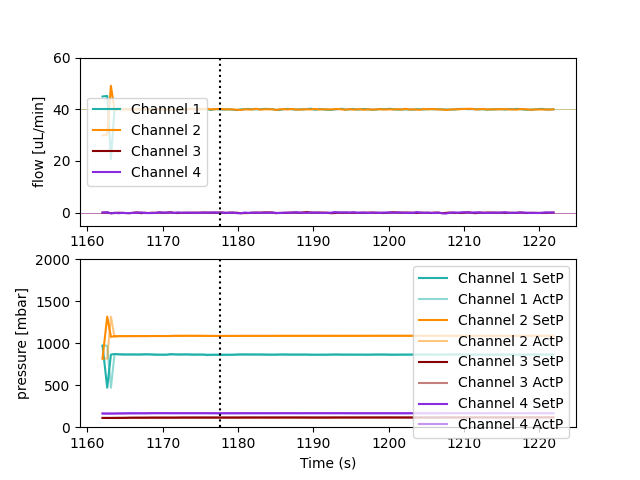 60
40
20
0
flow [uL/min]
Channel 1
Channel 2
Channel 3
Channel 4
1160 1170 1180 1190 1200 1210 1220
2000
1500
1000
500
0
pressure [mbar]
Channel 1 SetP
Channel 1 ActP
Channel 2 SetP
Channel 2 ActP
Channel 3 SetP
Channel 3 ActP
Channel 4 SetP
Channel 4 ActP
1160 1170 1180 1190 1200 1210 1220
Time (s)